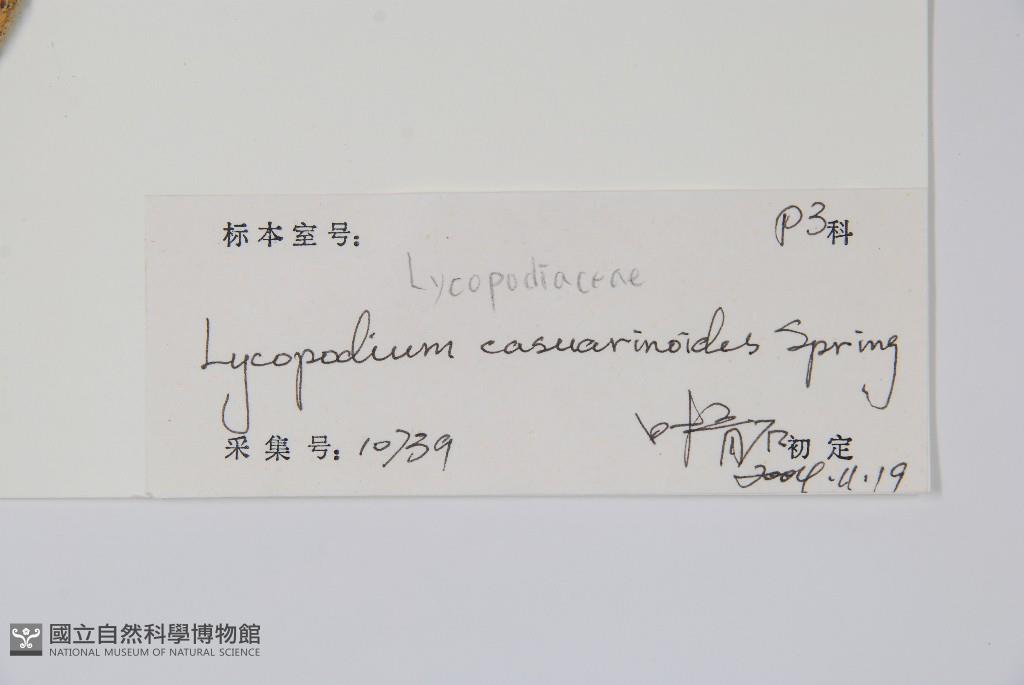 标本室号：
P3科
Lycopodiaceae
Lycopodium casuarinoides Spring
采集号：10739
初定
2004.11.19
國立自然科學博物館
NATIONAL MUSEUM OF NATURAL SCIENCE